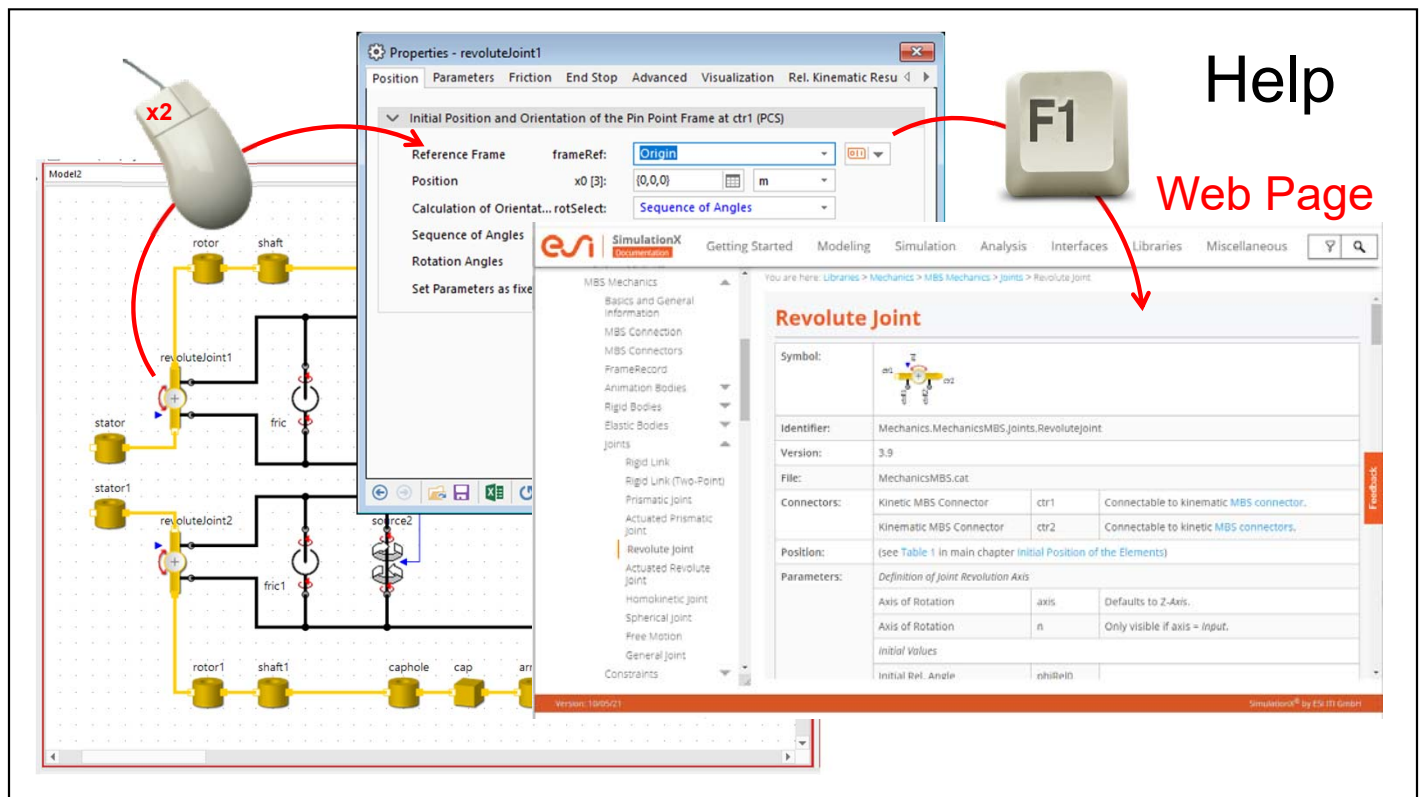 Help
Web Page
x2
F1
Properties - revoluteJoint1
Position Parameters Friction End Stop Advanced Visualization Rel. Kinematic Resu
Initial Position and Orientation of the Pin Point Frame at ctr1 (PCS)
Reference Frame frameRef: Origin
Position x0 [3]: {0,0,0} m
Calculation of Orientat... rotSelect: Sequence of Angles
Sequence of Angles
Rotation Angles
Set Parameters as fixe
Model2
rotor shaft
revoluteJoint1
fric
stator
stator1
revoluteJoint2
source2
fric1
rotor1 shaft1 caphole cap arr
esi SimulationX Documentation
Getting Started Modeling Simulation Analysis Interfaces Libraries Miscellaneous
MBS Mechanics
Basics and General
Information
MBS Connection
MBS Connectors
FrameRecord
Animation Bodies
Rigid Bodies
Elastic Bodies
Joints
Rigid Link
Rigid Link (Two-Point)
Prismatic Joint
Actuated Prismatic
Joint
Revolute Joint
Actuated Revolute
Joint
Homokinetic Joint
Spherical Joint
Free Motion
General Joint
Constraints
You are here: Libraries > Mechanics > MBS Mechanics > Joints > Revolute Joint
Revolute Joint
Symbol:
ctr1 ctr2
Identifier: Mechanics.MechanicsMBS.Joints.RevoluteJoint
Version: 3.9
File: MechanicsMBS.cat
Connectors: Kinetic MBS Connector ctr1 Connectable to kinematic MBS connector.
Kinematic MBS Connector ctr2 Connectable to kinetic MBS connectors.
Position: (see Table 1 in main chapter Initial Position of the Elements)
Parameters: Definition of Joint Revolution Axis
Axis of Rotation axis Defaults to Z-Axis.
Axis of Rotation n Only visible if axis = Input.
Initial Values
Initial Rel. Angle phiRel0
Feedback
Version: 10/05/21
SimulationX® by ESI ITI GmbH